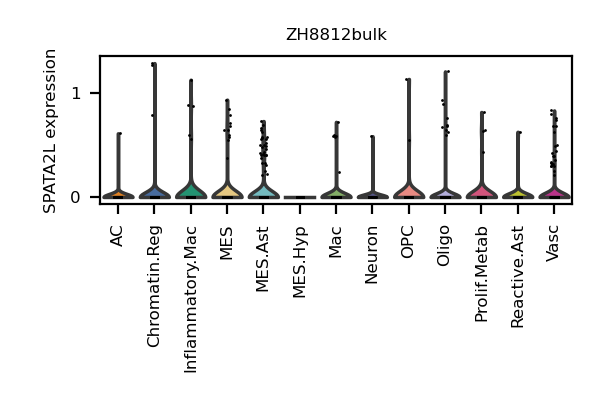 ZH8812bulk
SPATA2L expression
1
0
AC
Chromatin.Reg
Inflammatory.Mac
MES
MES.Ast
MES.Hyp
Mac
Neuron
OPC
Oligo
Prolif.Metab
Reactive.Ast
Vasc